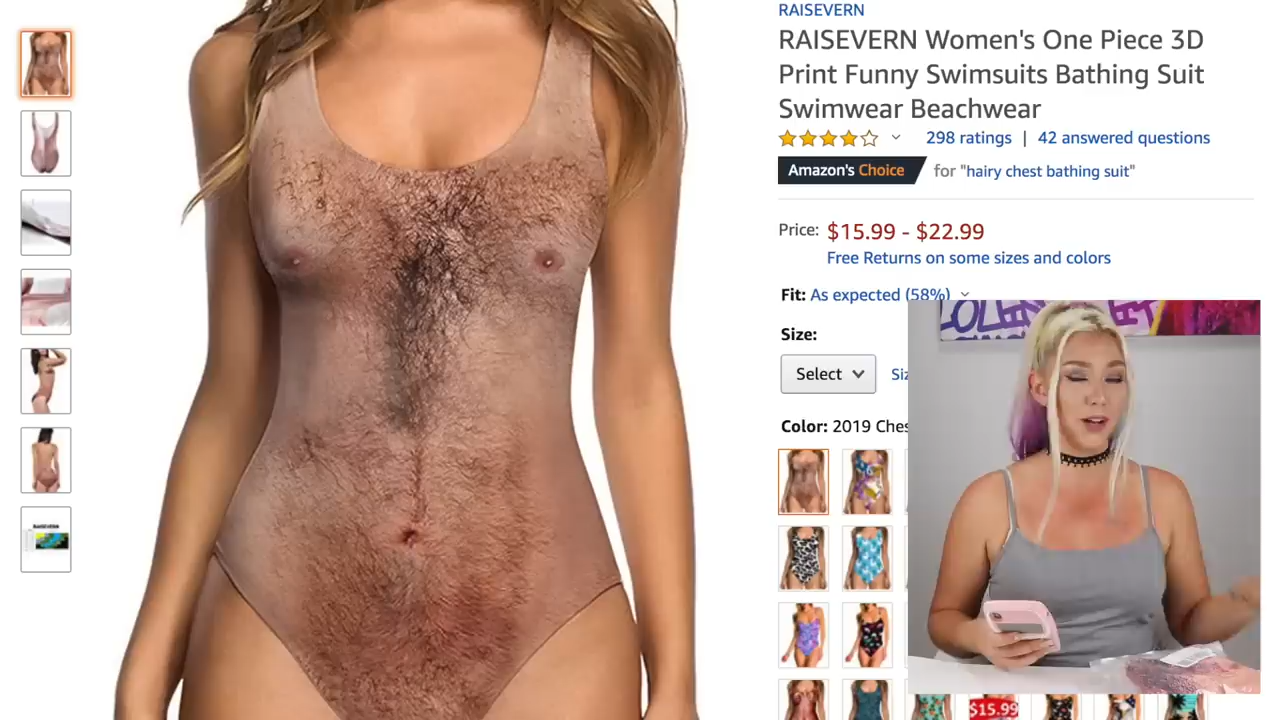 RAISEVERN
RAISEVERN Women's One Piece 3D
Print Funny Swimsuits Bathing Suit
Swimwear Beachwear
298 ratings | 42 answered questions
Amazon's Choice for "hairy chest bathing suit"
Price: $15.99 - $22.99
Free Returns on some sizes and colors
Fit: As expected (58%)
Size:
Select
Color: 2019
$15.99
RAISEVERN